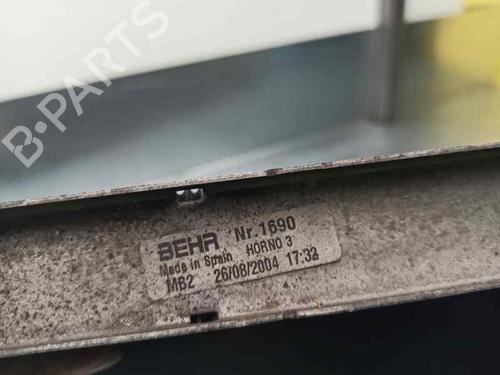 B-PARTS
BEHR Nr.1690
Made in Spain HORNO 3
MB2 26/08/2004 17:32